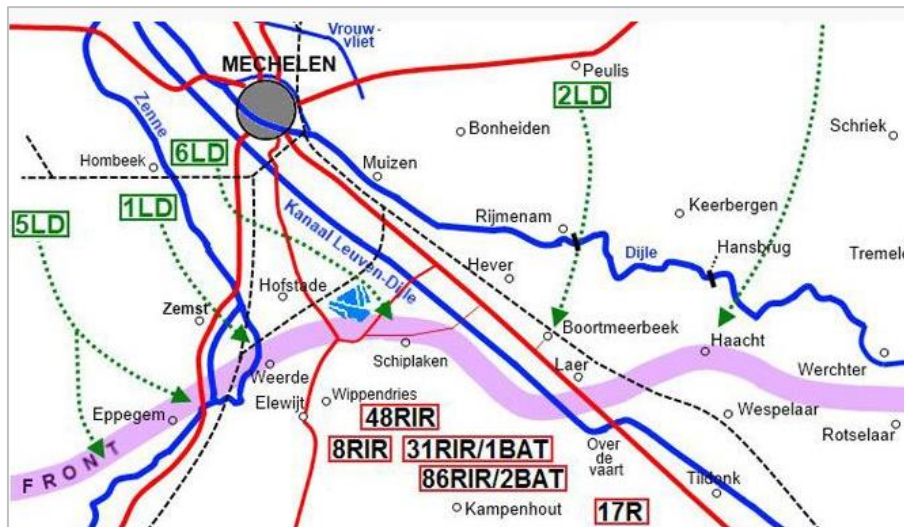 Vrouw-
vliet
MECHELEN
Peulis
2LD
Zenne
Bonheiden
Schriek
6LD
Hombeek
Muizen
1LD
Kanaal Leuven-Dijle
Rijmenam
Keerbergen
5LD
Dijle
Hansbrug
Tremel
Hofstade
Hever
Zemst
Boortmeerbeek
Haacht
Schiplaken
Laer
Werchter
Weerde
Eppegem
Elewijt
Wippendries
48RIR
Wespelaar
Rotselaar
8RIR
31RIR/1BAT
Over
de
vaart
FRONT
86RIR/2BAT
Tildonk
Kampenhout
17R